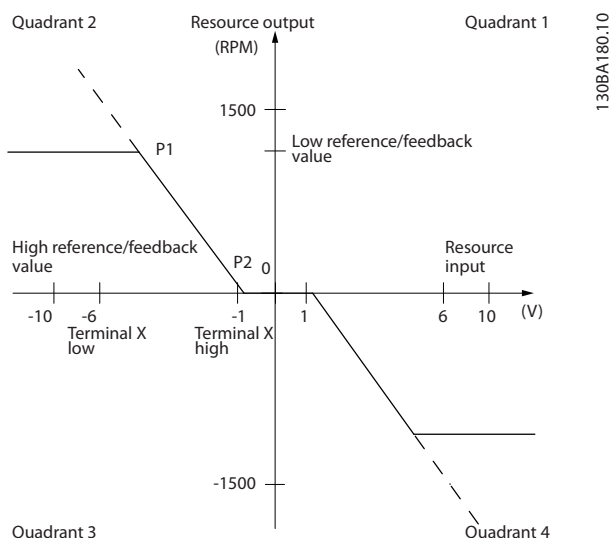 Quadrant 2
Resource output
(RPM)
Quadrant 1
130BA180.10
1500
P1
Low reference/feedback
value
High reference/feedback
value
P2
0
Resource
input
-10
-6
-1
1
6
10
(V)
Terminal X
low
Terminal X
high
-1500
Quadrant 3
Quadrant 4